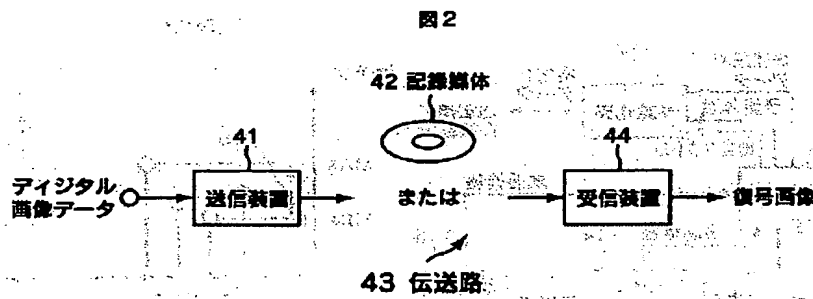 図2
42 記録媒体
41
44
ディジタル
画像データ
送信装置
または
受信装置
復号画像
43 伝送路